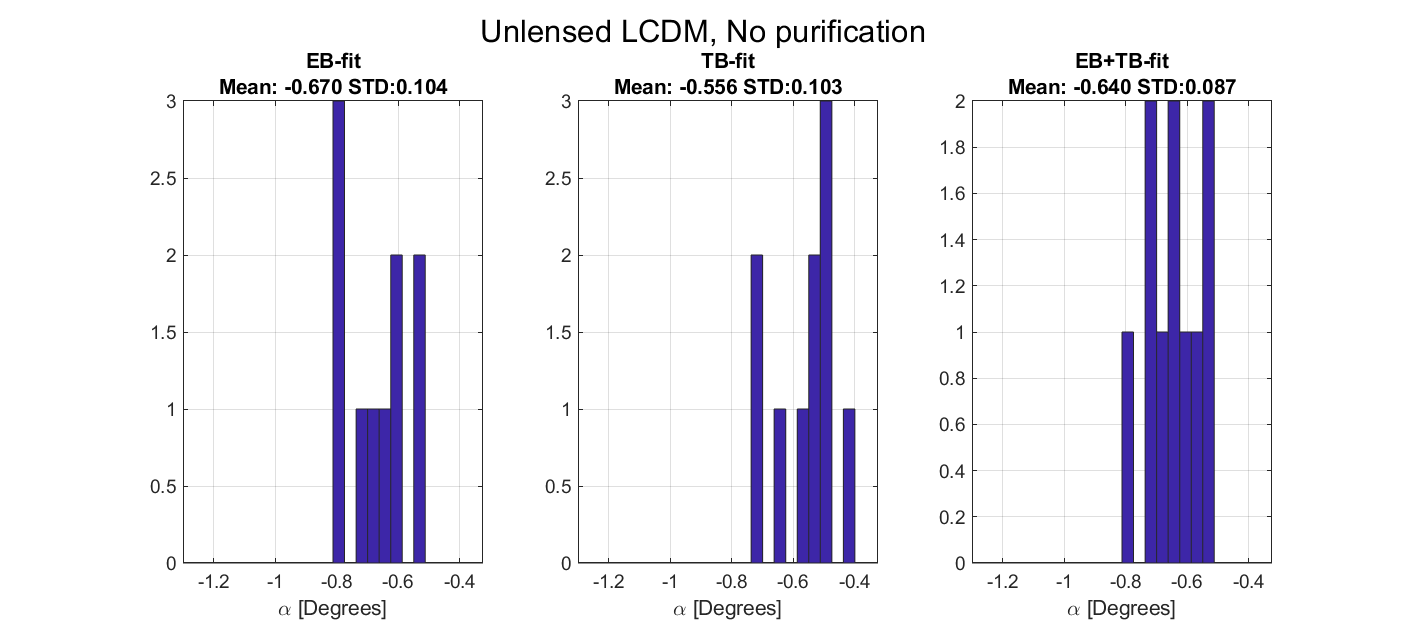 Unlensed LCDM, No purification
EB-fit
Mean: -0.670 STD:0.104
3
2.5
2
1.5
1
0.5
0
-1.2 -1 -0.8 -0.6 -0.4
α [Degrees]
TB-fit
Mean: -0.556 STD:0.103
3
2.5
2
1.5
1
0.5
0
-1.2 -1 -0.8 -0.6 -0.4
α [Degrees]
EB+TB-fit
Mean: -0.640 STD:0.087
2
1.8
1.6
1.4
1.2
1
0.8
0.6
0.4
0.2
0
-1.2 -1 -0.8 -0.6 -0.4
α [Degrees]